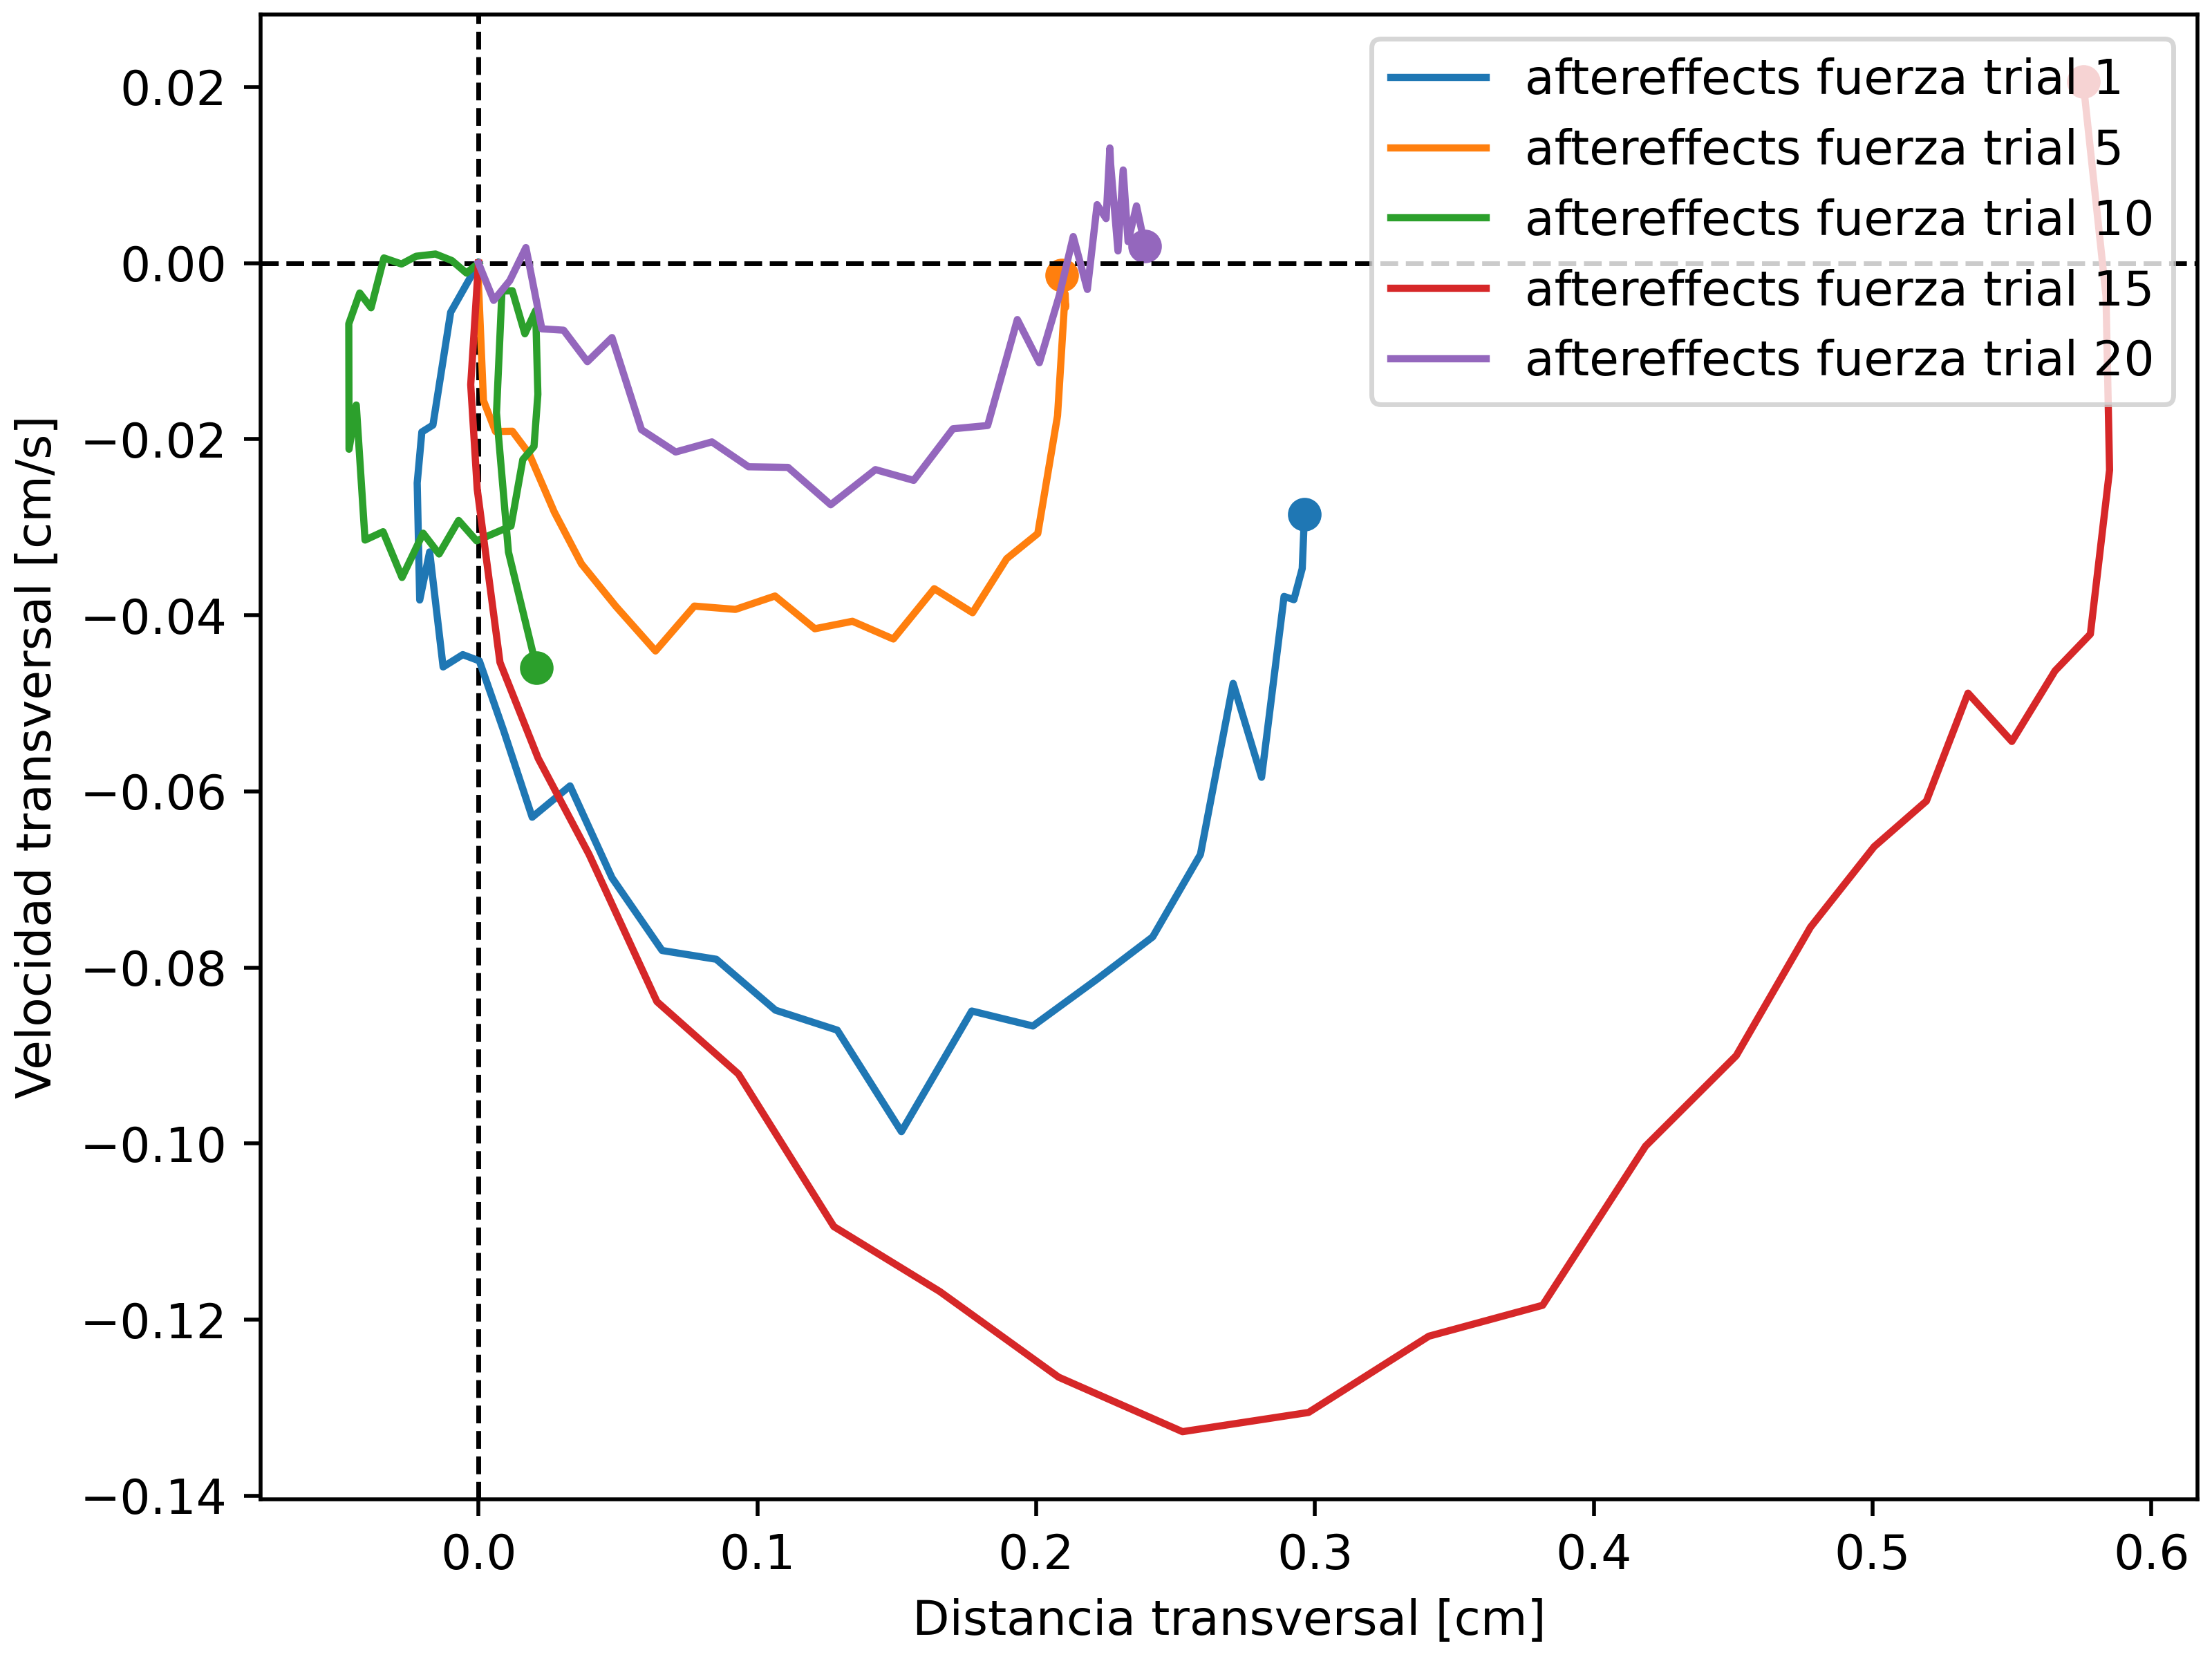 aftereffects fuerza trial 1
aftereffects fuerza trial 5
aftereffects fuerza trial 10
aftereffects fuerza trial 15
aftereffects fuerza trial 20
0.02
0.00
−0.02
−0.04
−0.06
−0.08
−0.10
−0.12
−0.14
Velocidad transversal [cm/s]
0.0 0.1 0.2 0.3 0.4 0.5 0.6
Distancia transversal [cm]